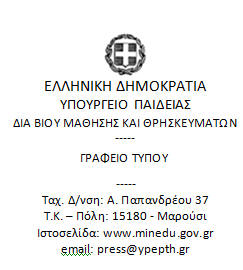 ΕΛΛΗΝΙΚΗ ΔΗΜΟΚΡΑΤΙΑ
ΥΠΟΥΡΓΕΙΟ ΠΑΙΔΕΙΑΣ
ΔΙΑ ΒΙΟΥ ΜΑΘΗΣΗΣ ΚΑΙ ΘΡΗΣΚΕΥΜΑΤΩΝ
-----
ΓΡΑΦΕΙΟ ΤΥΠΟΥ
-----
Ταχ. Δ/νση: Α. Παπανδρέου 37
Τ.Κ. – Πόλη: 15180 - Μαρούσι
Ιστοσελίδα: www.minedu.gov.gr
email: press@ypepth.gr